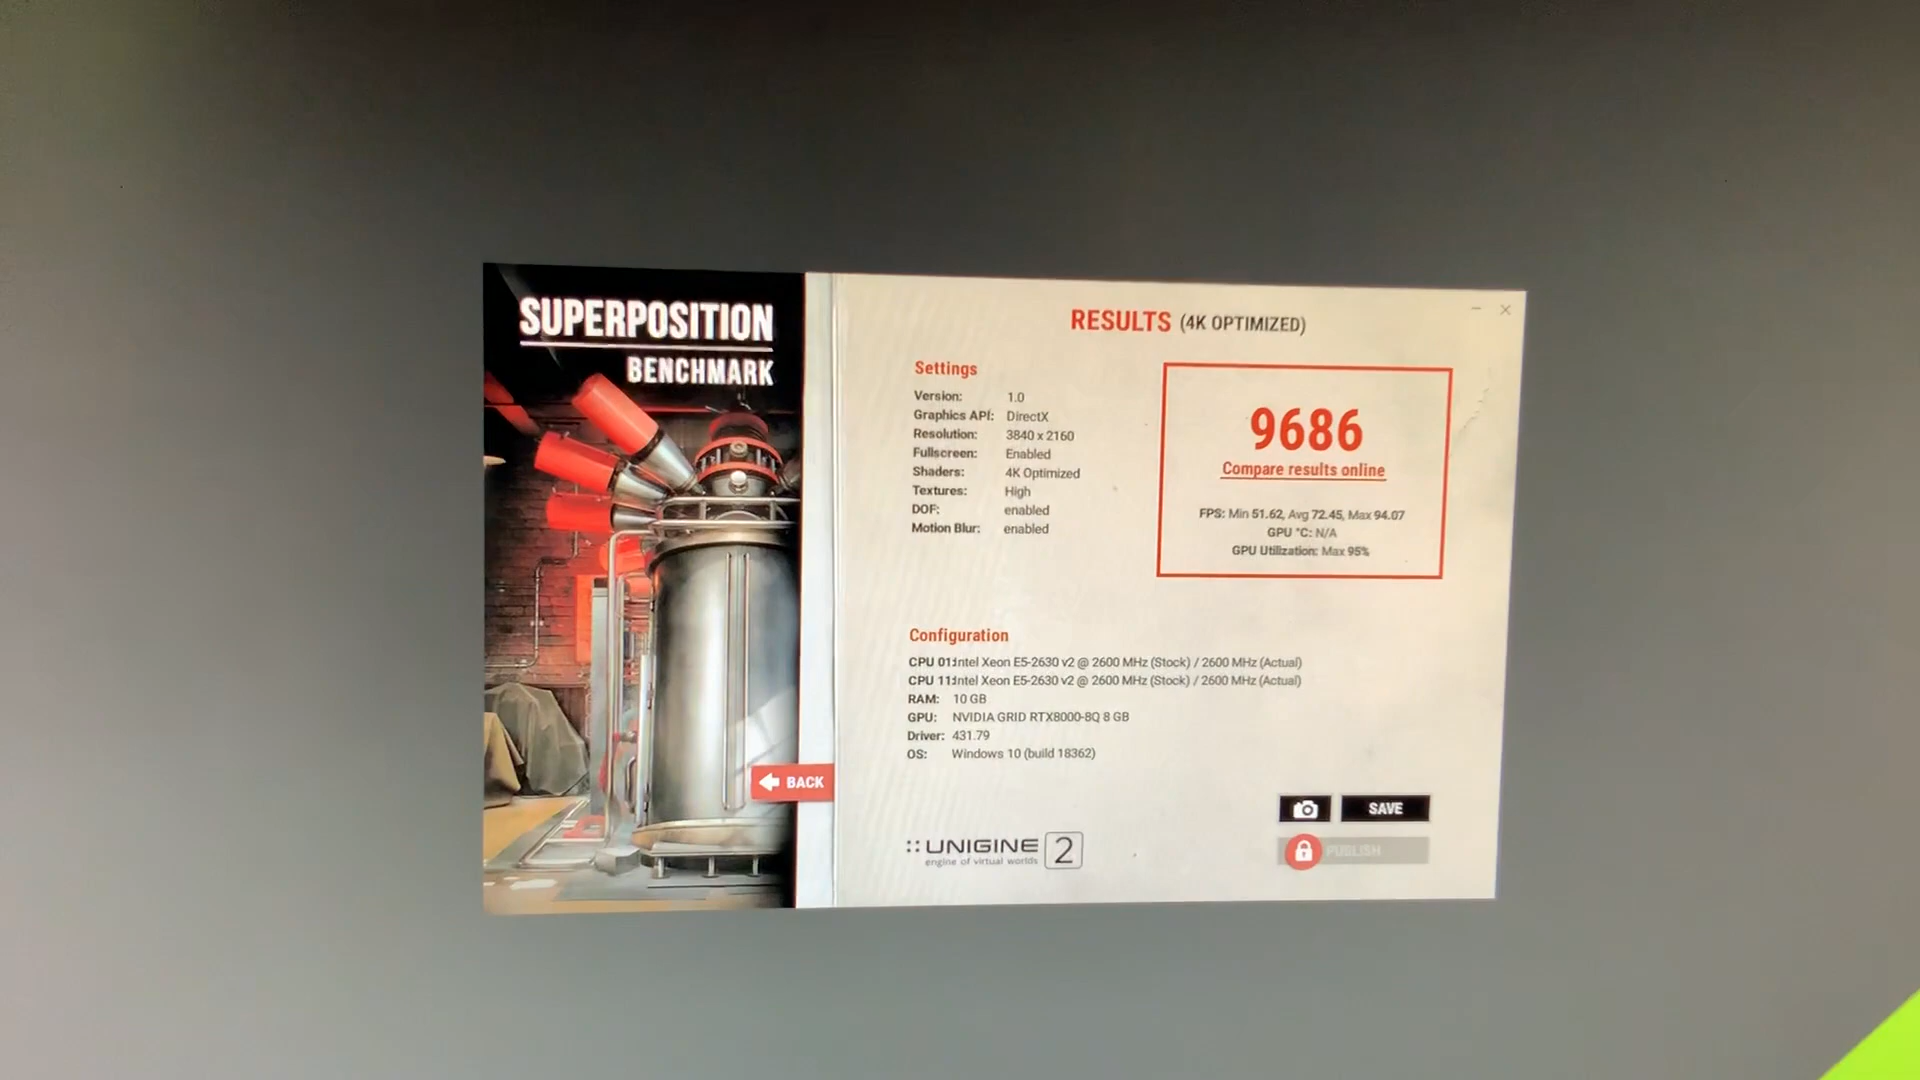 SUPERPOSITION
BENCHMARK
RESULTS (4K OPTIMIZED)
Settings
Version: 1.0
Graphics API: DirectX
Resolution: 3840 x 2160
Fullscreen: Enabled
Shaders: 4K Optimized
Textures: High
DOF: enabled
Motion Blur: enabled
9686
Compare results online
FPS: Min 51.62, Avg 72.45, Max 94.07
GPU °C: N/A
GPU Utilization: Max 95%
Configuration
CPU 01: Intel Xeon E5-2630 v2 @ 2600 MHz (Stock) / 2600 MHz (Actual)
CPU 11: Intel Xeon E5-2630 v2 @ 2600 MHz (Stock) / 2600 MHz (Actual)
RAM: 10 GB
GPU: NVIDIA GRID RTX8000-8Q 8 GB
Driver: 431.79
OS: Windows 10 (build 18362)
BACK
SAVE
PUBLISH
UNIGINE 2
engine of virtual worlds